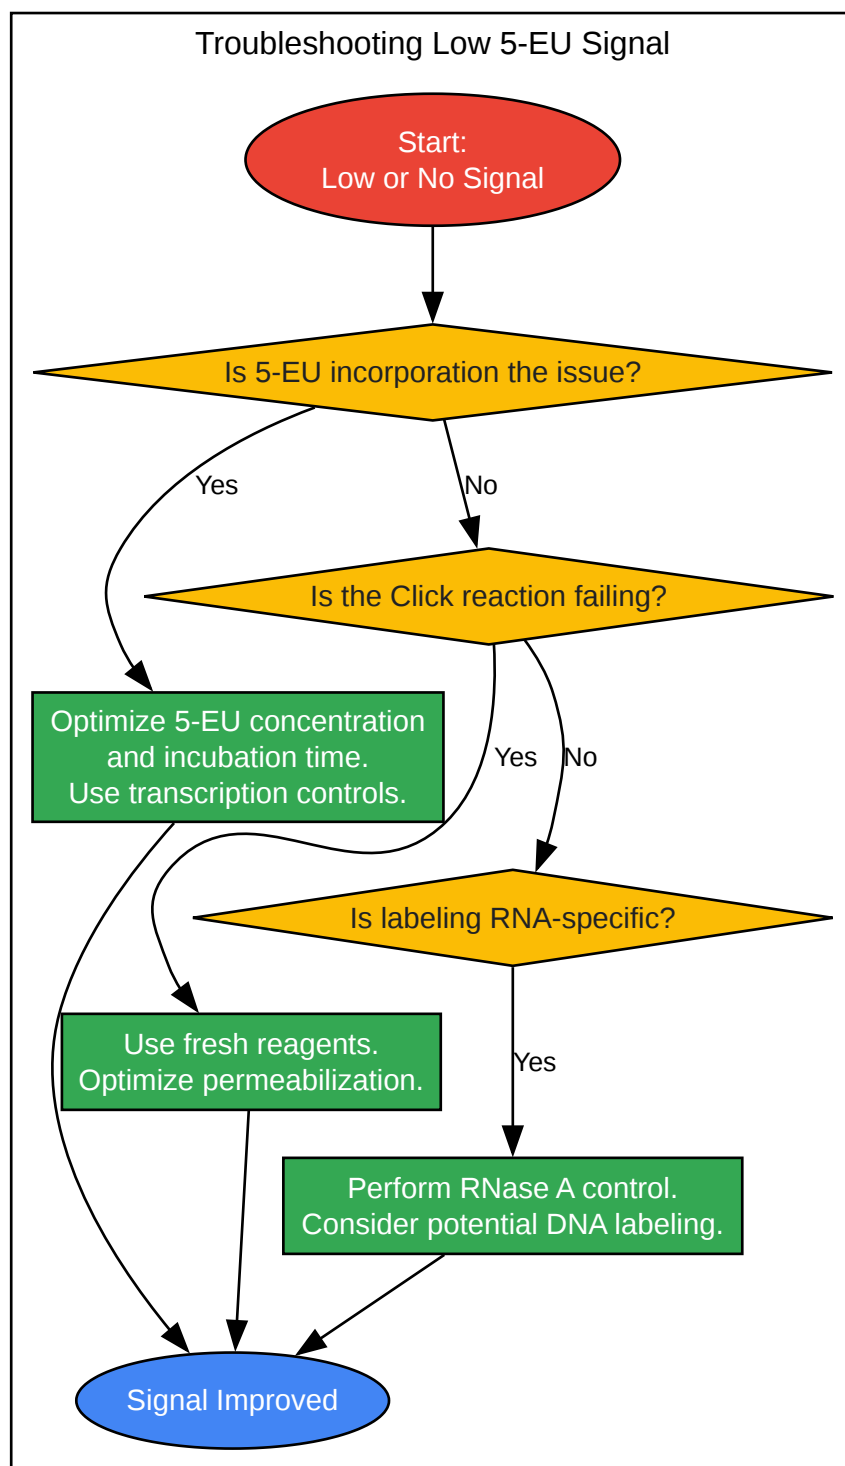 Troubleshooting Low 5-EU Signal
Start:
Low or No Signal
Is 5-EU incorporation the issue?
Yes
No
Is the Click reaction failing?
Optimize 5-EU concentration
and incubation time.
Use transcription controls.
Yes
No
Is labeling RNA-specific?
Use fresh reagents.
Optimize permeabilization.
Yes
Perform RNase A control.
Consider potential DNA labeling.
Signal Improved